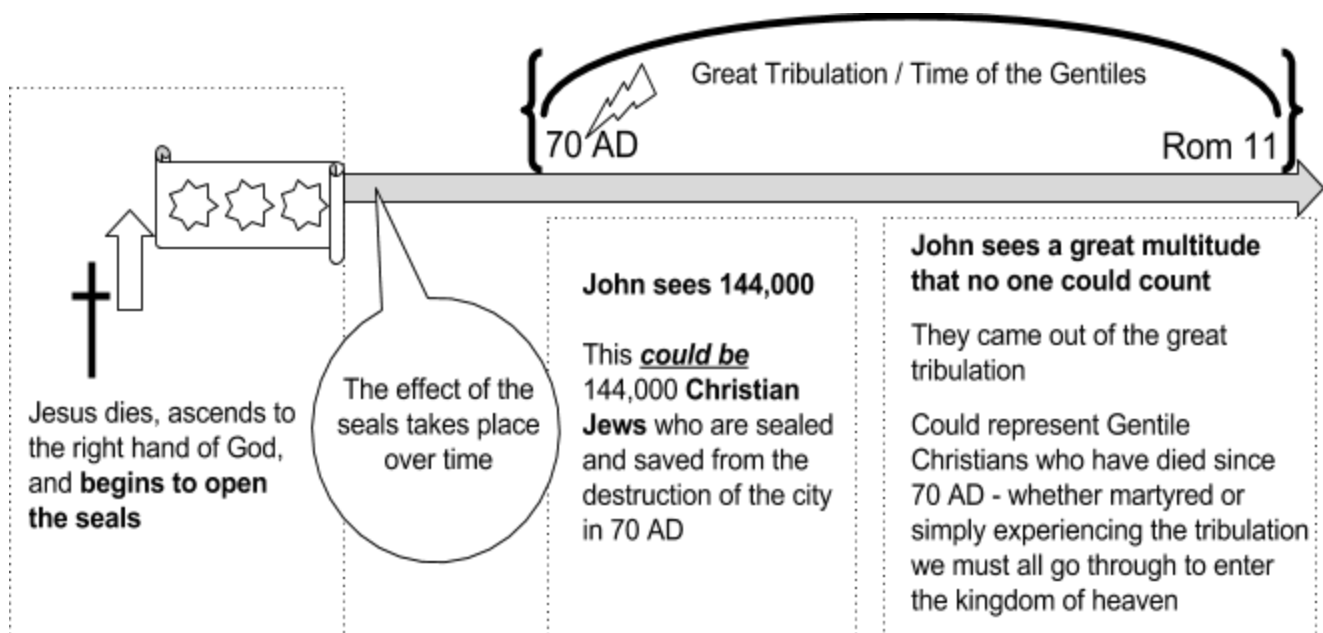 Great Tribulation / Time of the Gentiles
70 AD
Rom 11
Jesus dies, ascends to
the right hand of God,
and begins to open
the seals
The effect of the
seals takes place
over time
John sees 144,000
This could be
144,000 Christian
Jews who are sealed
and saved from the
destruction of the city
in 70 AD
John sees a great multitude
that no one could count
They came out of the great
tribulation
Could represent Gentile
Christians who have died since
70 AD - whether martyred or
simply experiencing the tribulation
we must all go through to enter
the kingdom of heaven